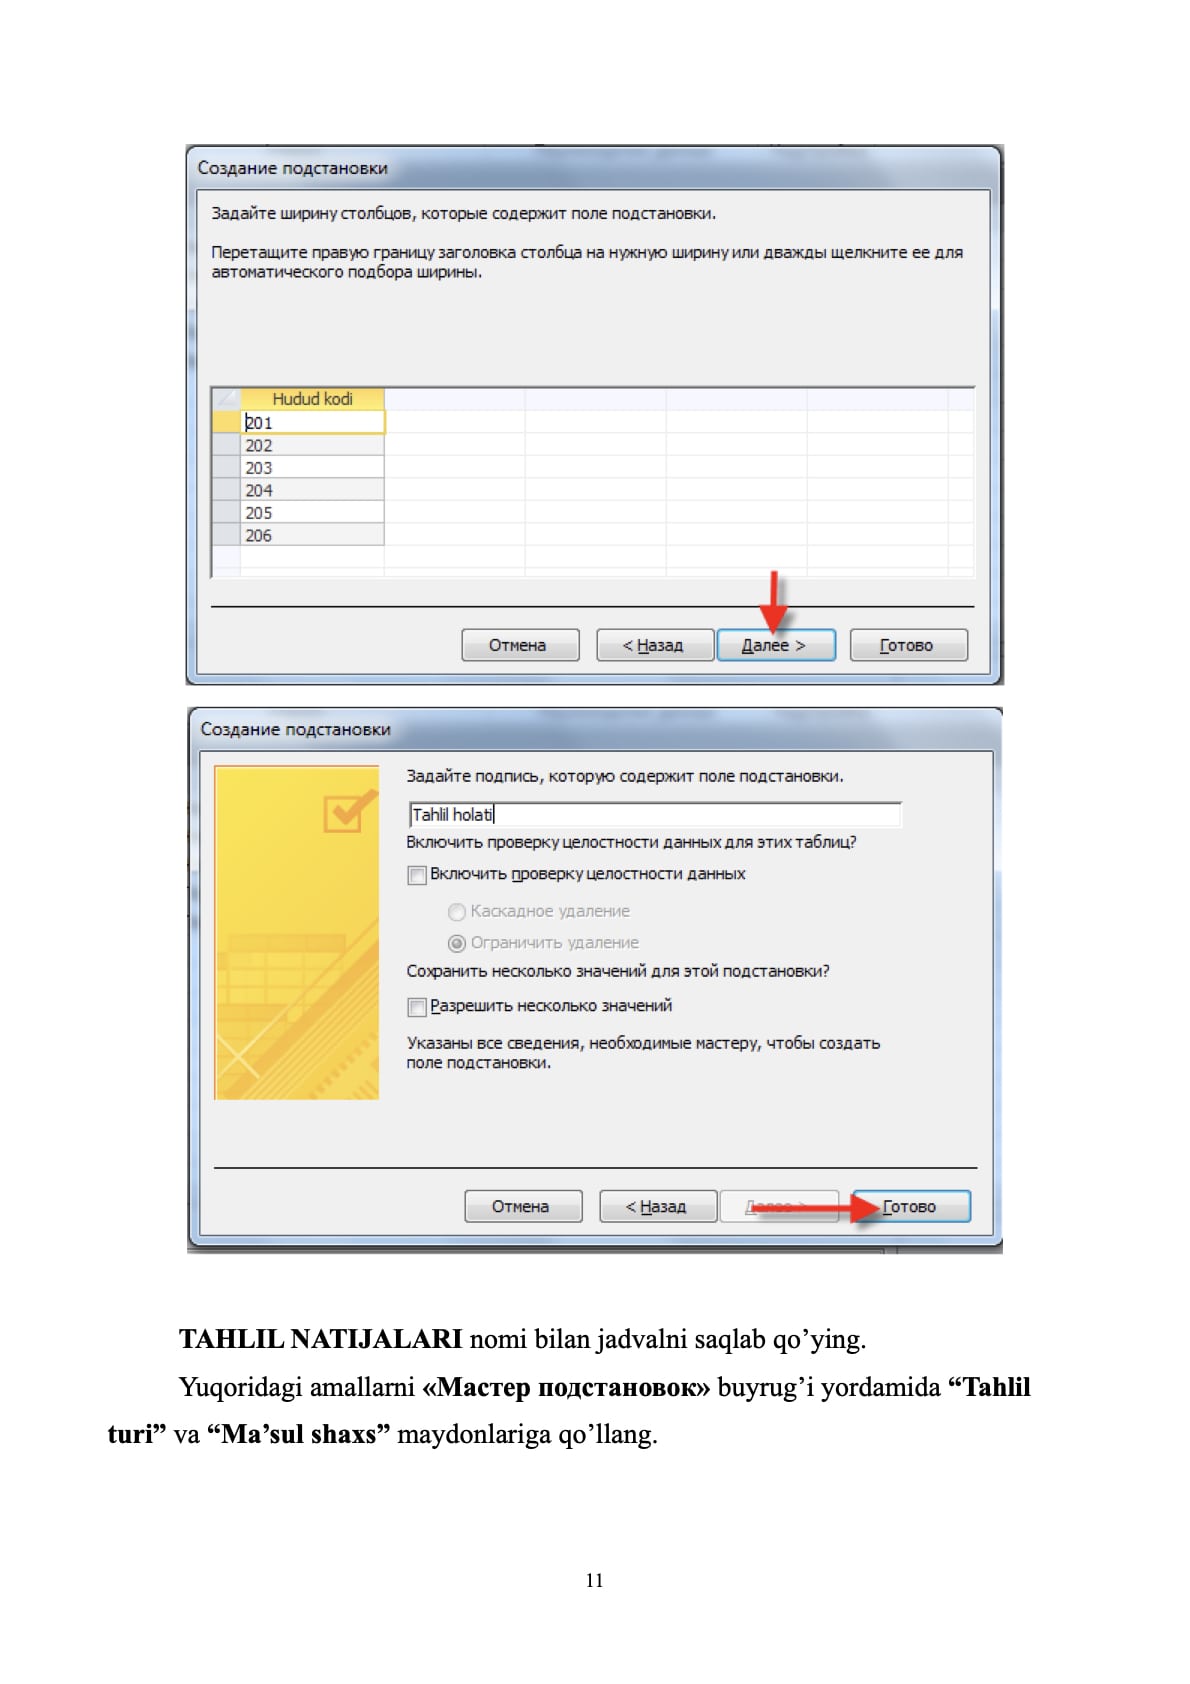 Создание подстановки
Задайте ширину столбцов, которые содержит поле подстановки.
Перетащите правую границу заголовка столбца на нужную ширину или дважды щелкните ее для
автоматического подбора ширины.
Hudud kodi
201
202
203
204
205
206
Отмена < Назад Далее > Готово
Создание подстановки
Задайте подпись, которую содержит поле подстановки.
Tahlil holati
Включить проверку целостности данных для этих таблиц?
Включить проверку целостности данных
Каскадное удаление
Ограничить удаление
Сохранить несколько значений для этой подстановки?
Разрешить несколько значений
Указаны все сведения, необходимые мастеру, чтобы создать
поле подстановки.
Отмена < Назад Далее > Готово
TAHLIL NATIJALARI nomi bilan jadvalni saqlab qo’ying.
Yuqoridagi amallarni «Мастер подстановок» buyrug’i yordamida “Tahlil
turi” va “Ma’sul shaxs” maydonlariga qo’llang.
11